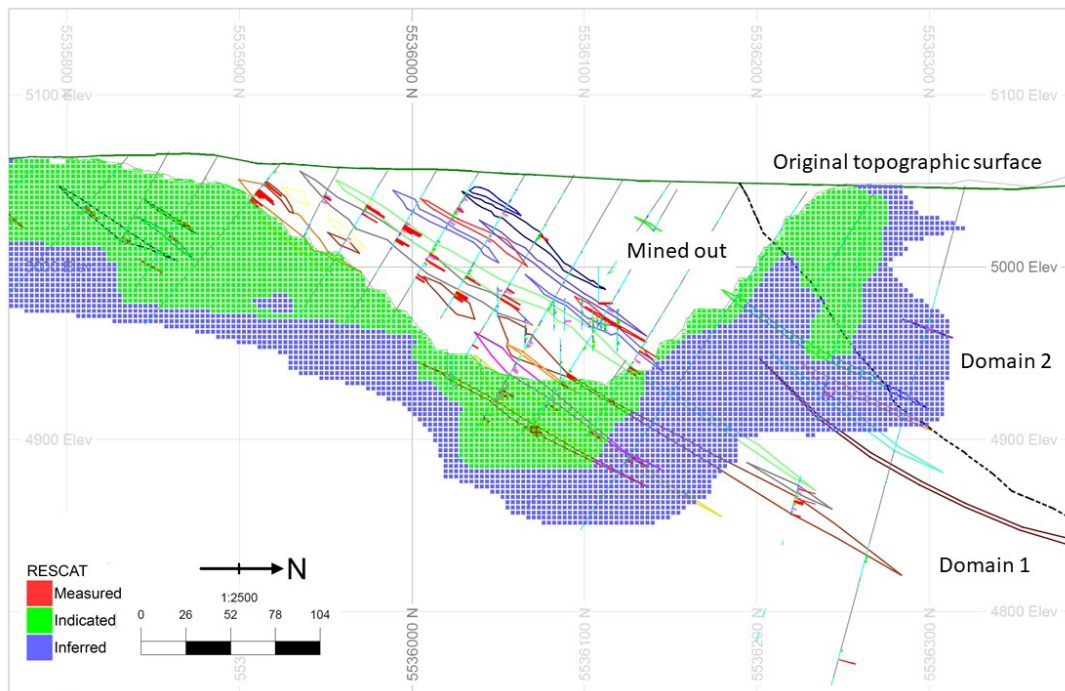 5535800 N
5535900 N
5536000 N
5536100 N
5536200 N
5536300 N
5100 Elev
5100 Elev
Original topographic surface
Mined out
5000 Elev
5000 Elev
Domain 2
4900 Elev
4900 Elev
Domain 1
RESCAT
Measured
Indicated
Inferred
N
1:2500
0 26 52 78 104
4800 Elev
5535900 N
5536000 N
5536100 N
5536200 N
5536300 N